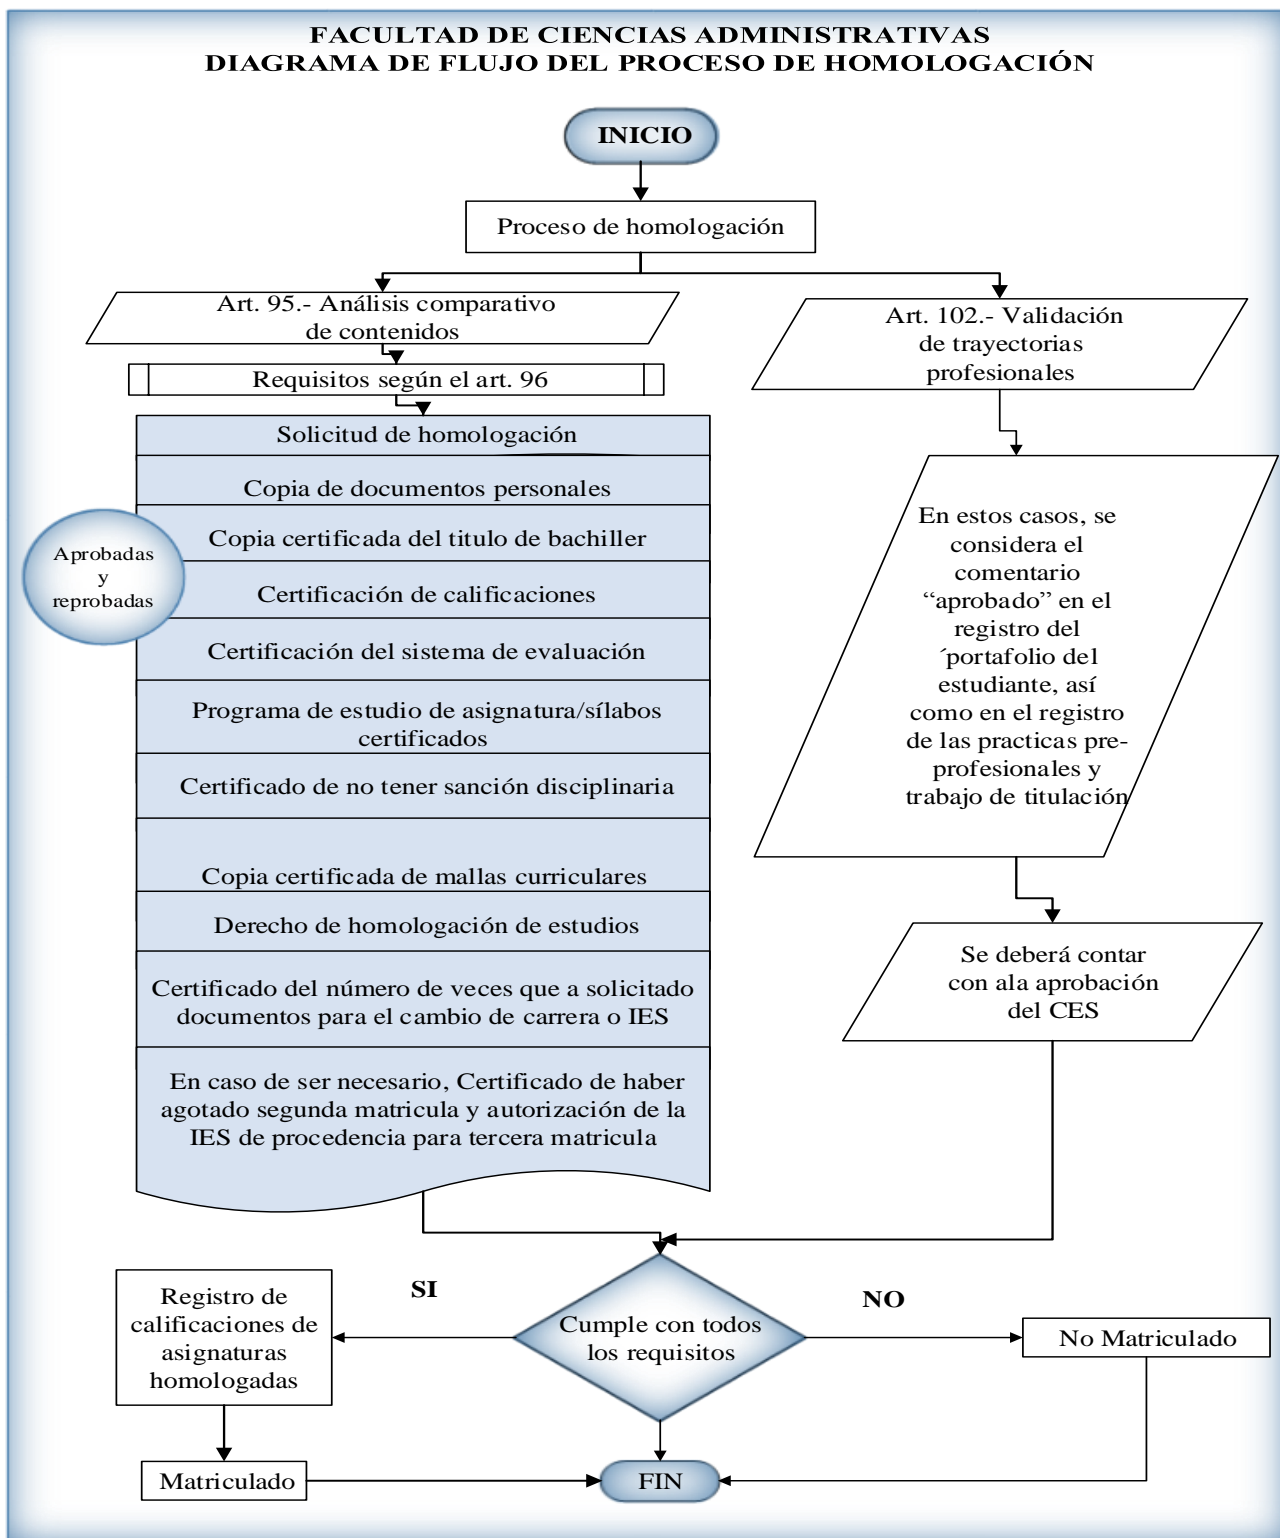 FACULTAD DE CIENCIAS ADMINISTRATIVAS
DIAGRAMA DE FLUJO DEL PROCESO DE HOMOLOGACIÓN
INICIO
Proceso de homologación
Art. 95.- Análisis comparativo
de contenidos
Requisitos según el art. 96
Solicitud de homologación
Copia de documentos personales
Copia certificada del titulo de bachiller
Aprobadas
y
reprobadas
Certificación de calificaciones
Certificación del sistema de evaluación
Programa de estudio de asignatura/sílabos
certificados
Certificado de no tener sanción disciplinaria
Copia certificada de mallas curriculares
Derecho de homologación de estudios
Certificado del número de veces que a solicitado
documentos para el cambio de carrera o IES
En caso de ser necesario, Certificado de haber
agotado segunda matricula y autorización de la
IES de procedencia para tercera matricula
Art. 102.- Validación
de trayectorias
profesionales
En estos casos, se
considera el
comentario
“aprobado” en el
registro del
´portafolio del
estudiante, así
como en el registro
de las practicas pre-
profesionales y
trabajo de titulación
Se deberá contar
con ala aprobación
del CES
Cumple con todos
los requisitos
SI
Registro de
calificaciones de
asignaturas
homologadas
Matriculado
NO
No Matriculado
FIN